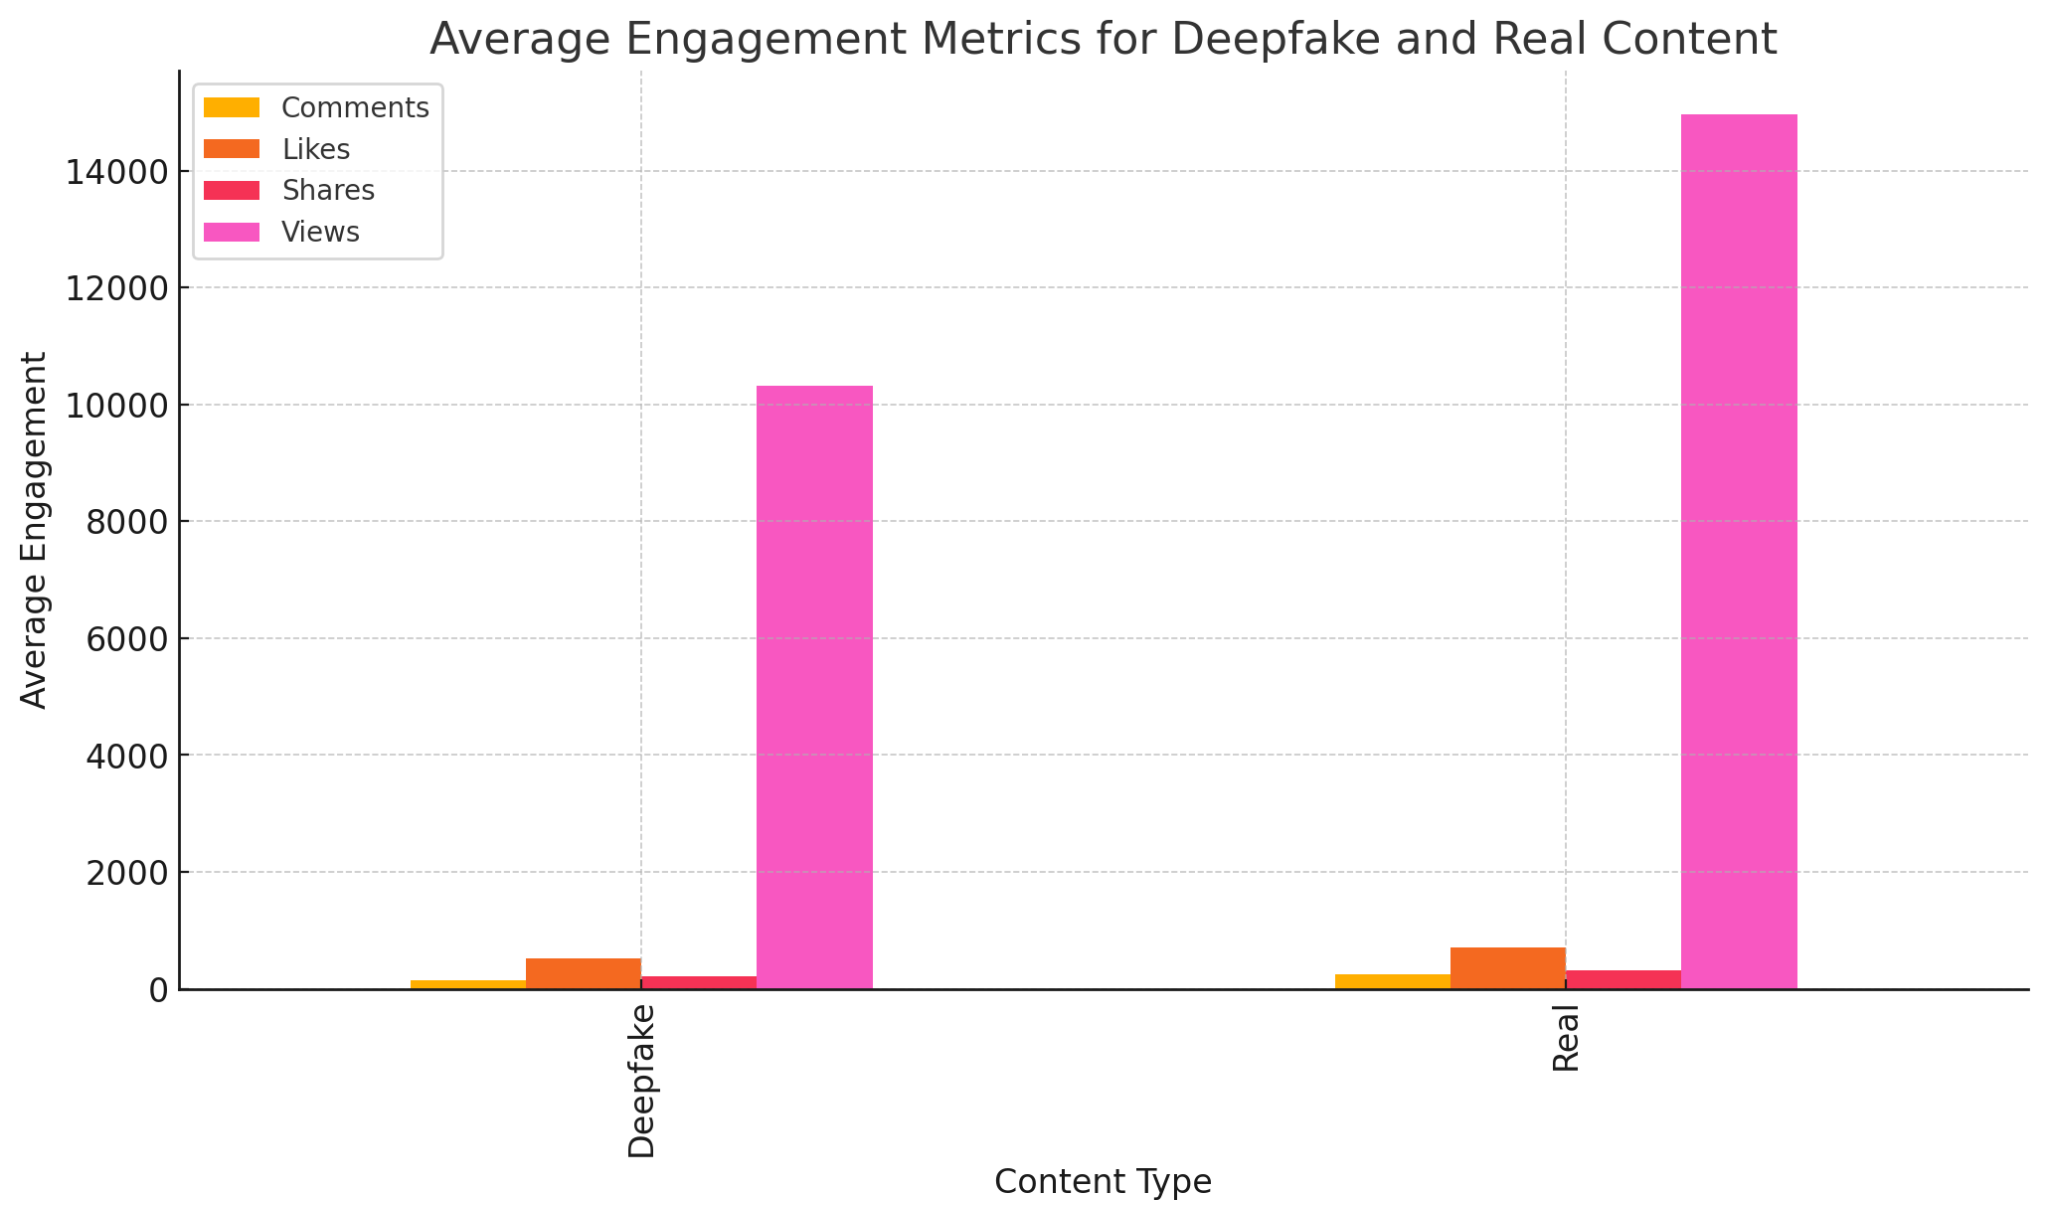 Average Engagement Metrics for Deepfake and Real Content
Comments
Likes
Shares
Views
14000
12000
10000
8000
6000
4000
2000
0
Average Engagement
Deepfake
Real
Content Type